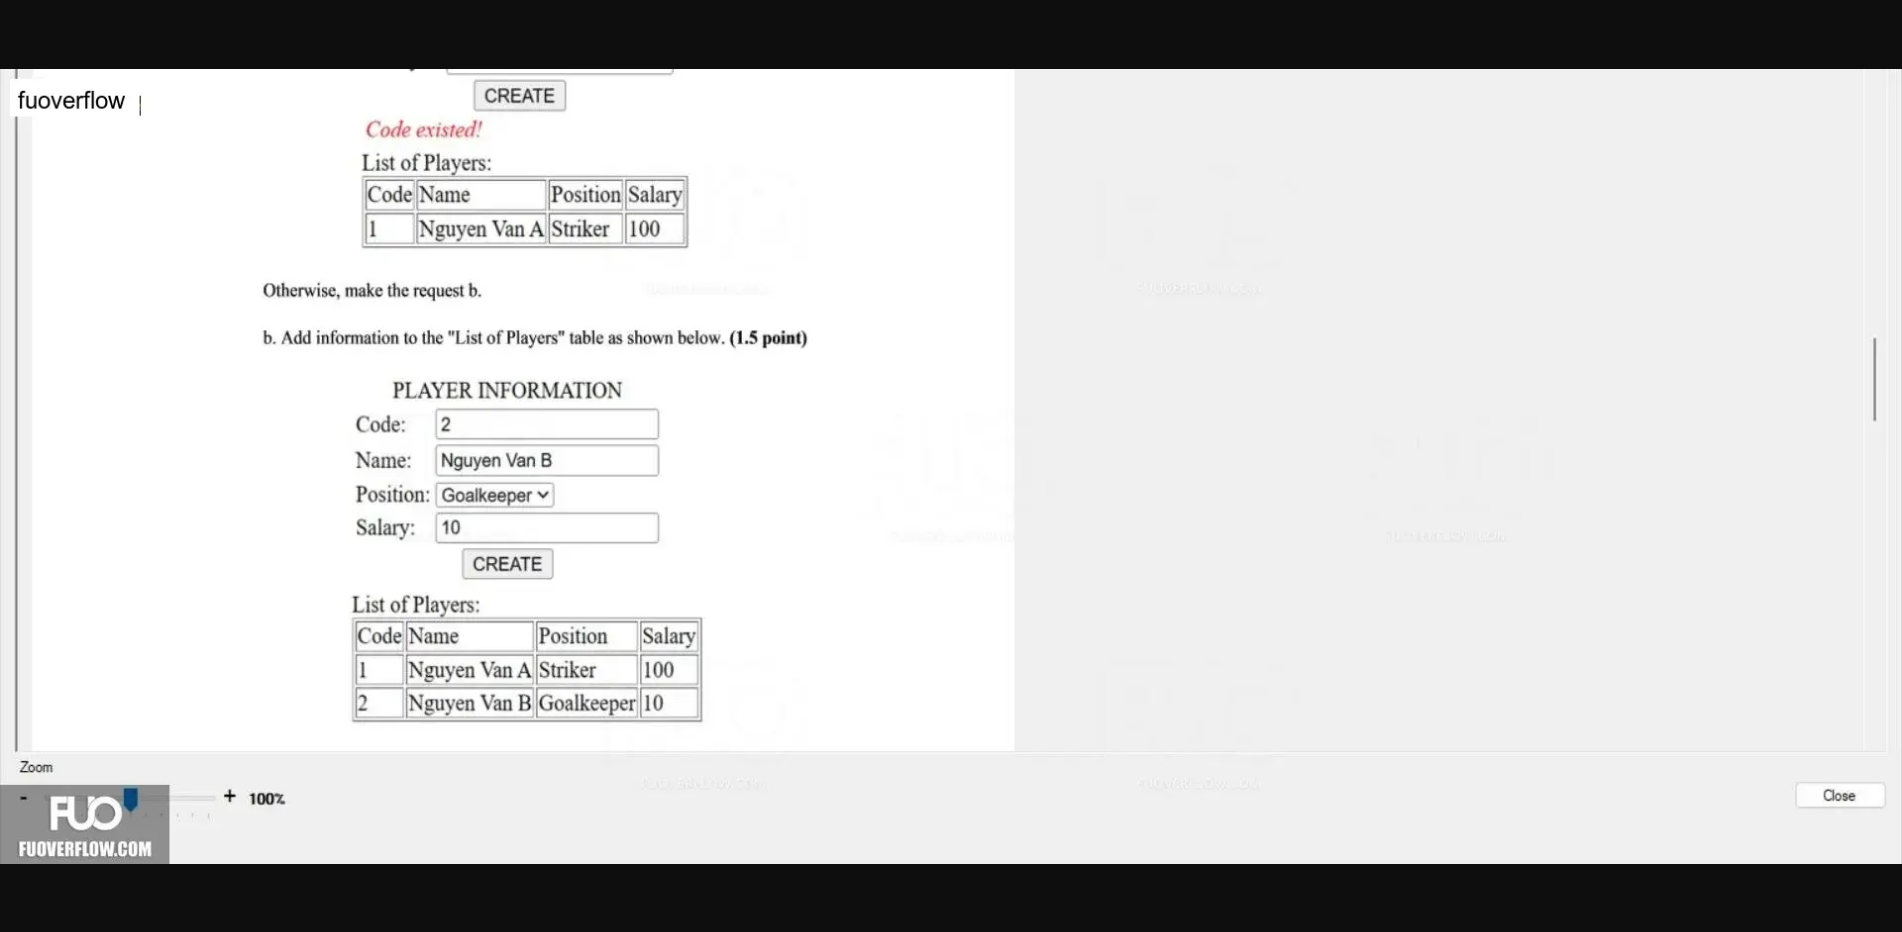 fuoverflow
CREATE
Code existed!
List of Players:
Code Name Position Salary
1 Nguyen Van A Striker 100
Otherwise, make the request b.
b. Add information to the "List of Players" table as shown below. (1.5 point)
PLAYER INFORMATION
Code: 2
Name: Nguyen Van B
Position: Goalkeeper
Salary: 10
CREATE
List of Players:
Code Name Position Salary
1 Nguyen Van A Striker 100
2 Nguyen Van B Goalkeeper 10
Zoom
- + 100%
Close
FUO
FUOVERFLOW.COM